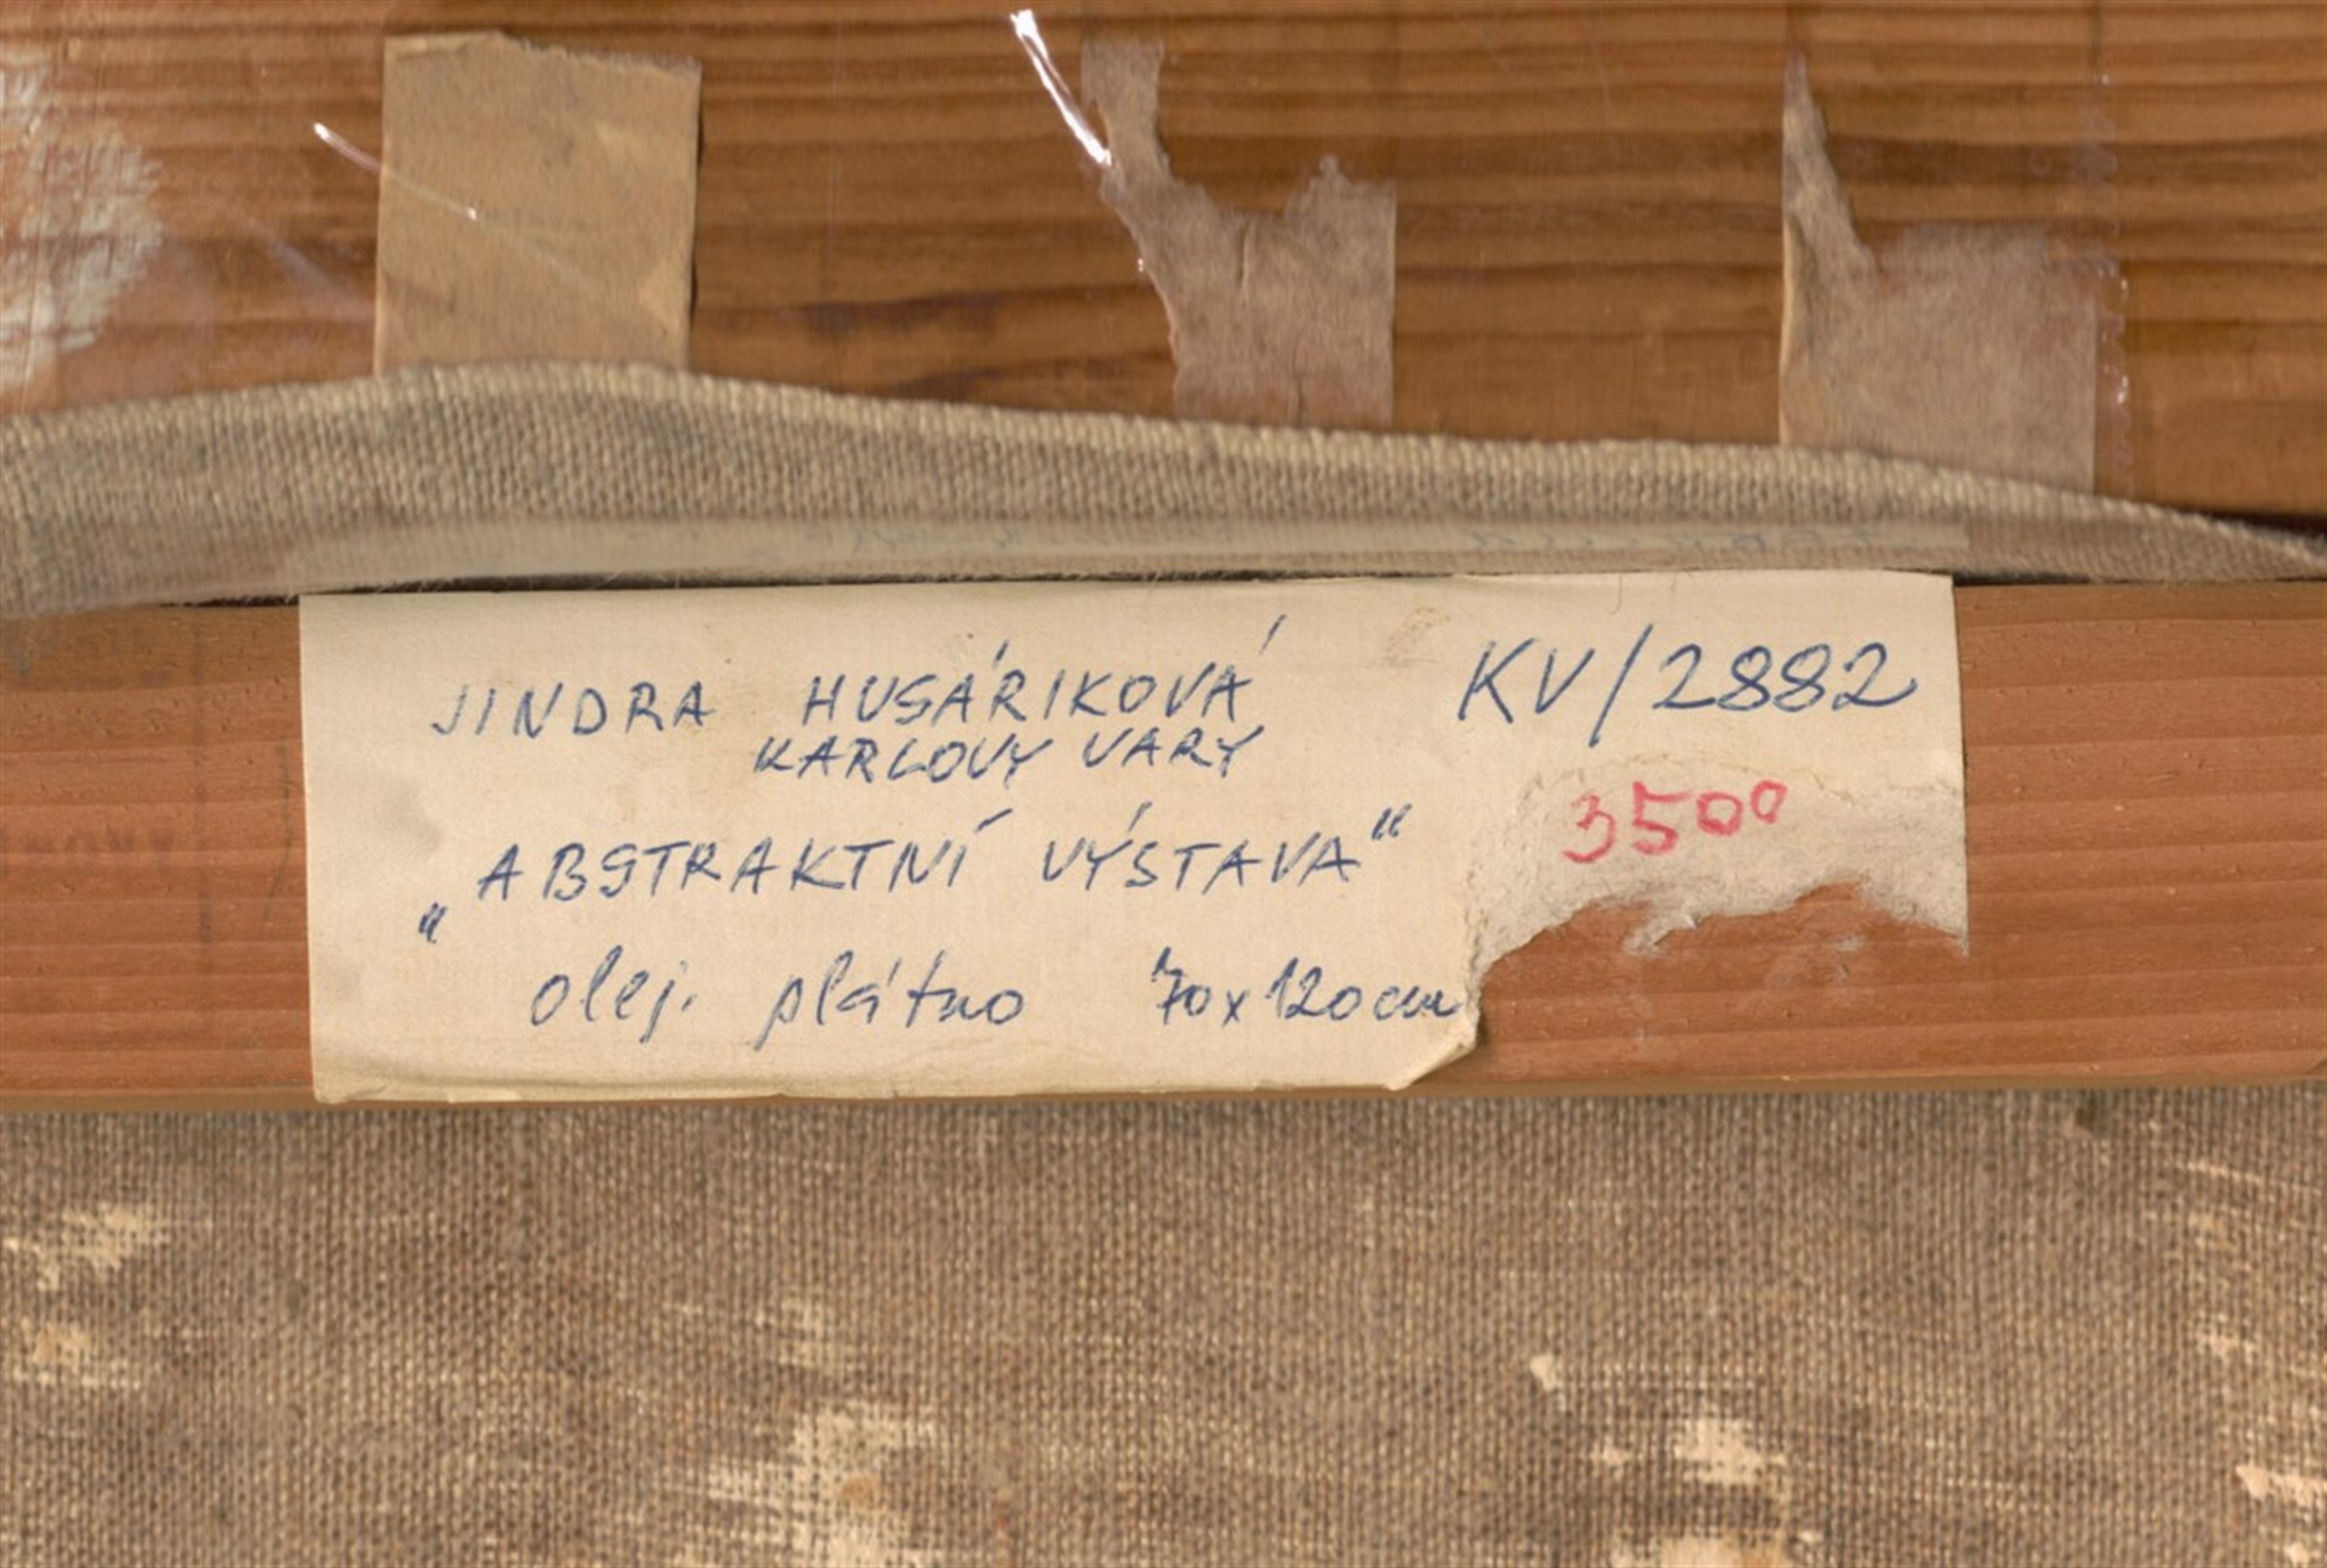 JINDRA HUSÁRIKOVÁ KV/2882
KARLOVY VARY
3500
„ABSTRAKTNÍ VÝSTAVA“
olej. plátno 70x120cm